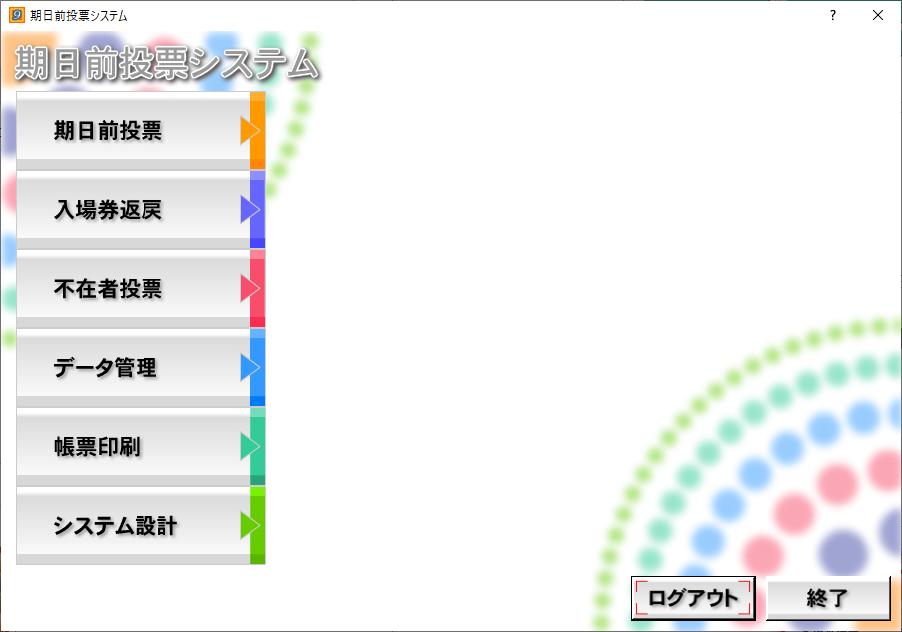 期日前投票システム
?
期日前投票システム
期日前投票
入場券返戻
不在者投票
データ管理
帳票印刷
システム設計
ログアウト
終了